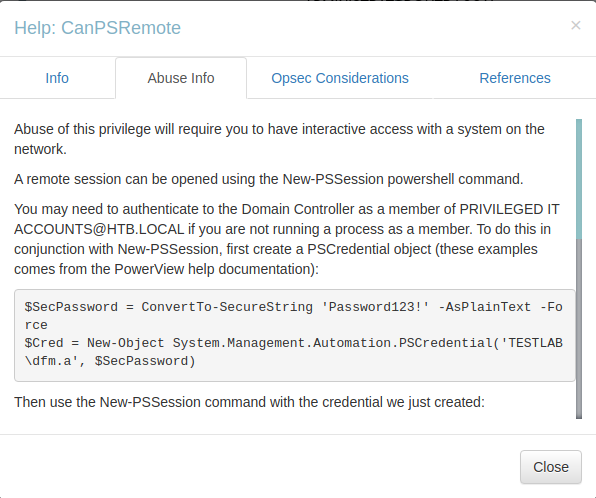 Help: CanPSRemote
×
Info
Abuse Info
Opsec Considerations
References
Abuse of this privilege will require you to have interactive access with a system on the
network.
A remote session can be opened using the New-PSSession powershell command.
You may need to authenticate to the Domain Controller as a member of PRIVILEGED IT
ACCOUNTS@HTB.LOCAL if you are not running a process as a member. To do this in
conjunction with New-PSSession, first create a PSCredential object (these examples
comes from the PowerView help documentation):
$SecPassword = ConvertTo-SecureString 'Password123!' -AsPlainText -Fo
rce
$Cred = New-Object System.Management.Automation.PSCredential('TESTLAB
\dfm.a', $SecPassword)
Then use the New-PSSession command with the credential we just created:
Close